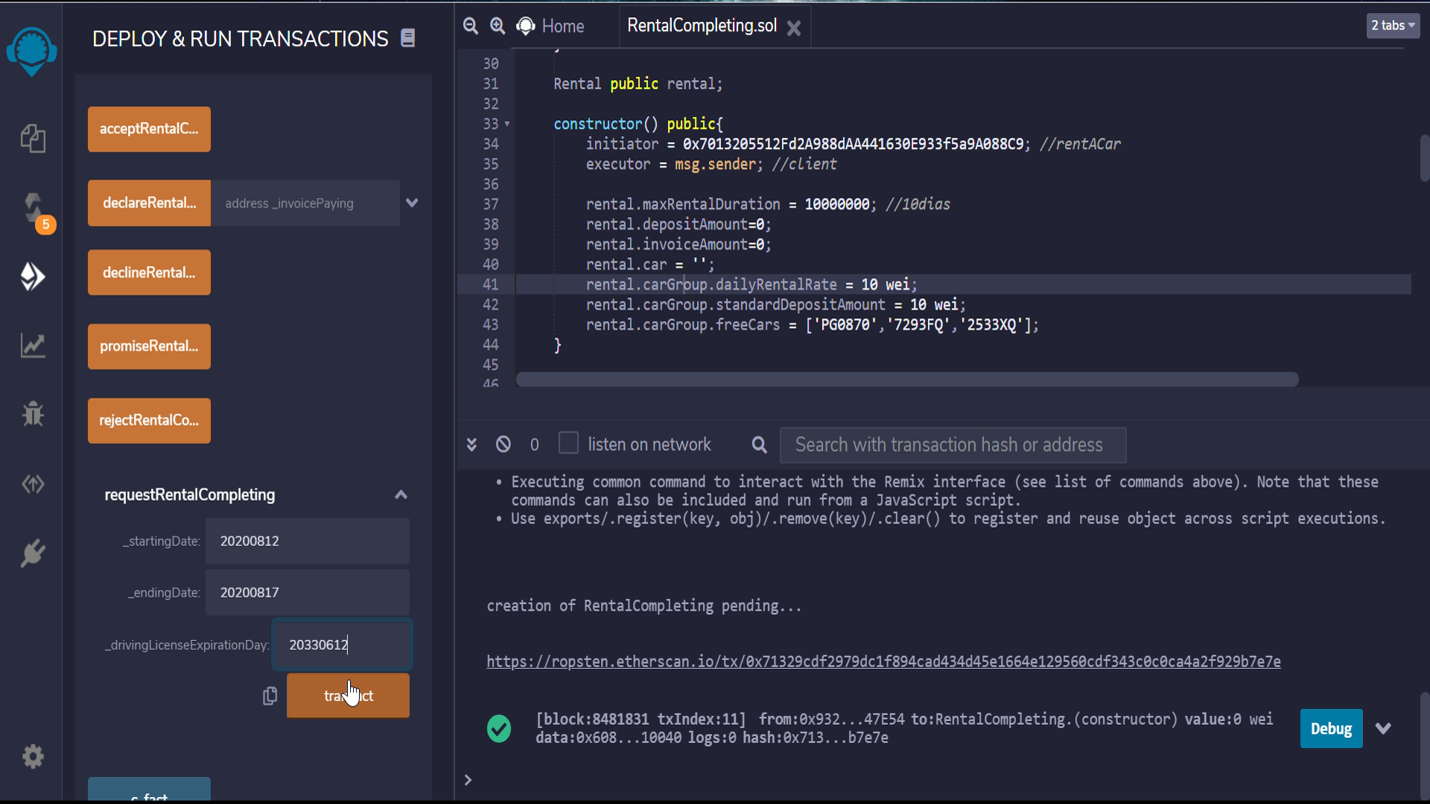 DEPLOY & RUN TRANSACTIONS
5
acceptRentalC...
declareRental...
address _invoicePaying
declineRental...
promiseRental...
rejectRentalCo...
requestRentalCompleting
_startingDate:
20200812
_endingDate:
20200817
_drivingLicenseExpirationDay:
20330612
Home
RentalCompleting.sol
2 tabs
30
31 Rental public rental;
32
33 constructor() public{
34 initiator = 0x7013205512Fd2A988dAA441630E933f5a9A088C9; //rentACar
35 executor = msg.sender; //client
36
37 rental.maxRentalDuration = 10000000; //10dias
38 rental.depositAmount=0;
39 rental.invoiceAmount=0;
40 rental.car = '';
41 rental.carGroup.dailyRentalRate = 10 wei;
42 rental.carGroup.standardDepositAmount = 10 wei;
43 rental.carGroup.freeCars = ['PG0870','7293FQ','2533XQ'];
44 }
45
46
0
listen on network
Search with transaction hash or address
• Executing common command to interact with the Remix interface (see list of commands above). Note that these
commands can also be included and run from a JavaScript script.
• Use exports/.register(key, obj)/.remove(key)/.clear() to register and reuse object across script executions.
creation of RentalCompleting pending...
https://ropsten.etherscan.io/tx/0x71329cdf2979dc1f894cad434d45e1664e129560cdf343c0c0ca4a2f929b7e7e
[block:8481831 txIndex:11] from:0x932...47E54 to:RentalCompleting.(constructor) value:0 wei
data:0x608...10040 logs:0 hash:0x713...b7e7e
Debug
>